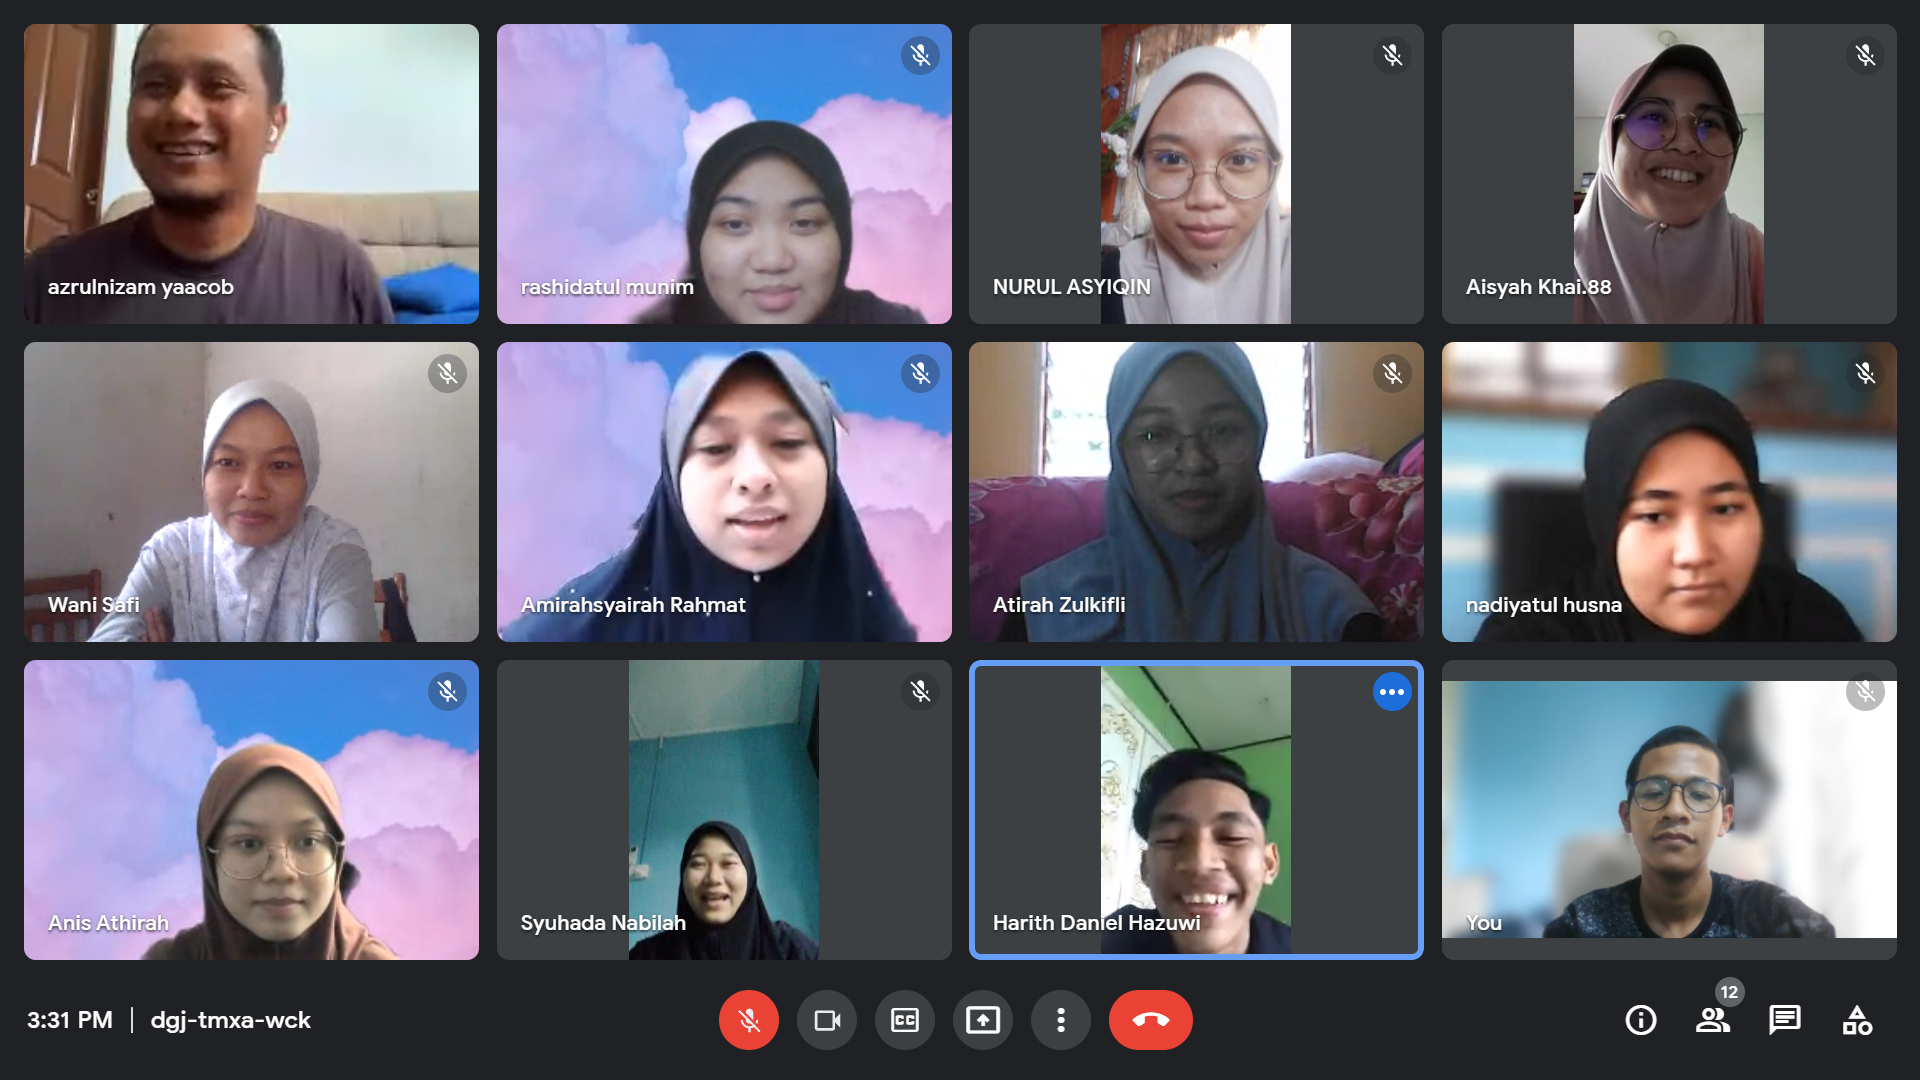 azrulnizam yaacob
rashidatul munim
NURUL ASYIQIN
Aisyah Khai.88
Wani Safi
Amirahsyairah Rahmat
Atirah Zulkifli
nadiyatul husna
Anis Athirah
Syuhada Nabilah
Harith Daniel Hazuwi
You
3:31 PM | dgj-tmxa-wck
CC
12